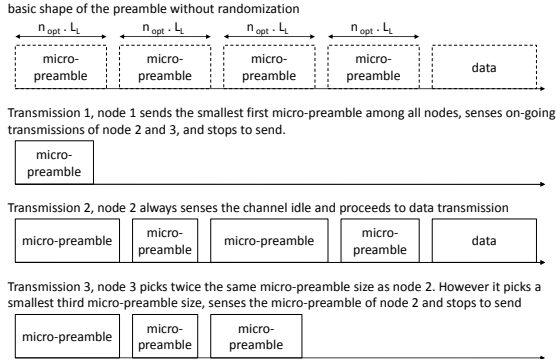 basic shape of the preamble without randomization
n opt . L L n opt . L L n opt . L L n opt . L L
micro- micro- micro- micro-
preamble preamble preamble preamble data
Transmission 1, node 1 sends the smallest first micro-preamble among all nodes, senses on-going
transmissions of node 2 and 3, and stops to send.
micro-
preamble
Transmission 2, node 2 always senses the channel idle and proceeds to data transmission
micro-preamble micro- micro-preamble micro- data
preamble preamble
Transmission 3, node 3 picks twice the same micro-preamble size as node 2. However it picks a
smallest third micro-preamble size, senses the micro-preamble of node 2 and stops to send
micro-preamble micro- micro-
preamble preamble